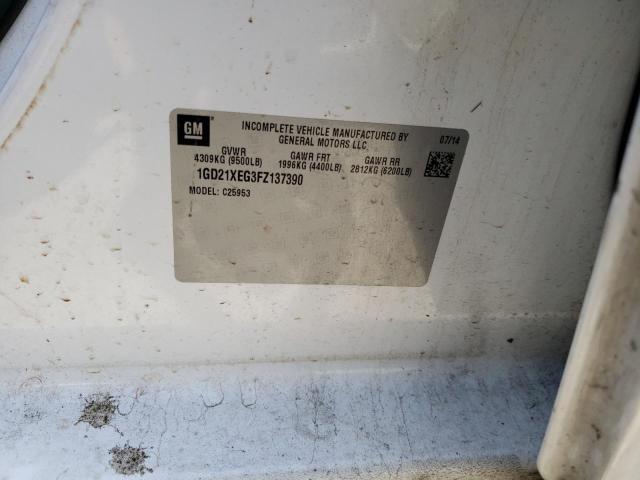 GM
INCOMPLETE VEHICLE MANUFACTURED BY
GENERAL MOTORS LLC
07/14
GVWR GAWR FRT GAWR RR
4309KG (9500LB) 1996KG (4400LB) 2812KG (6200LB)
1GD21XEG3FZ137390
MODEL: C25953